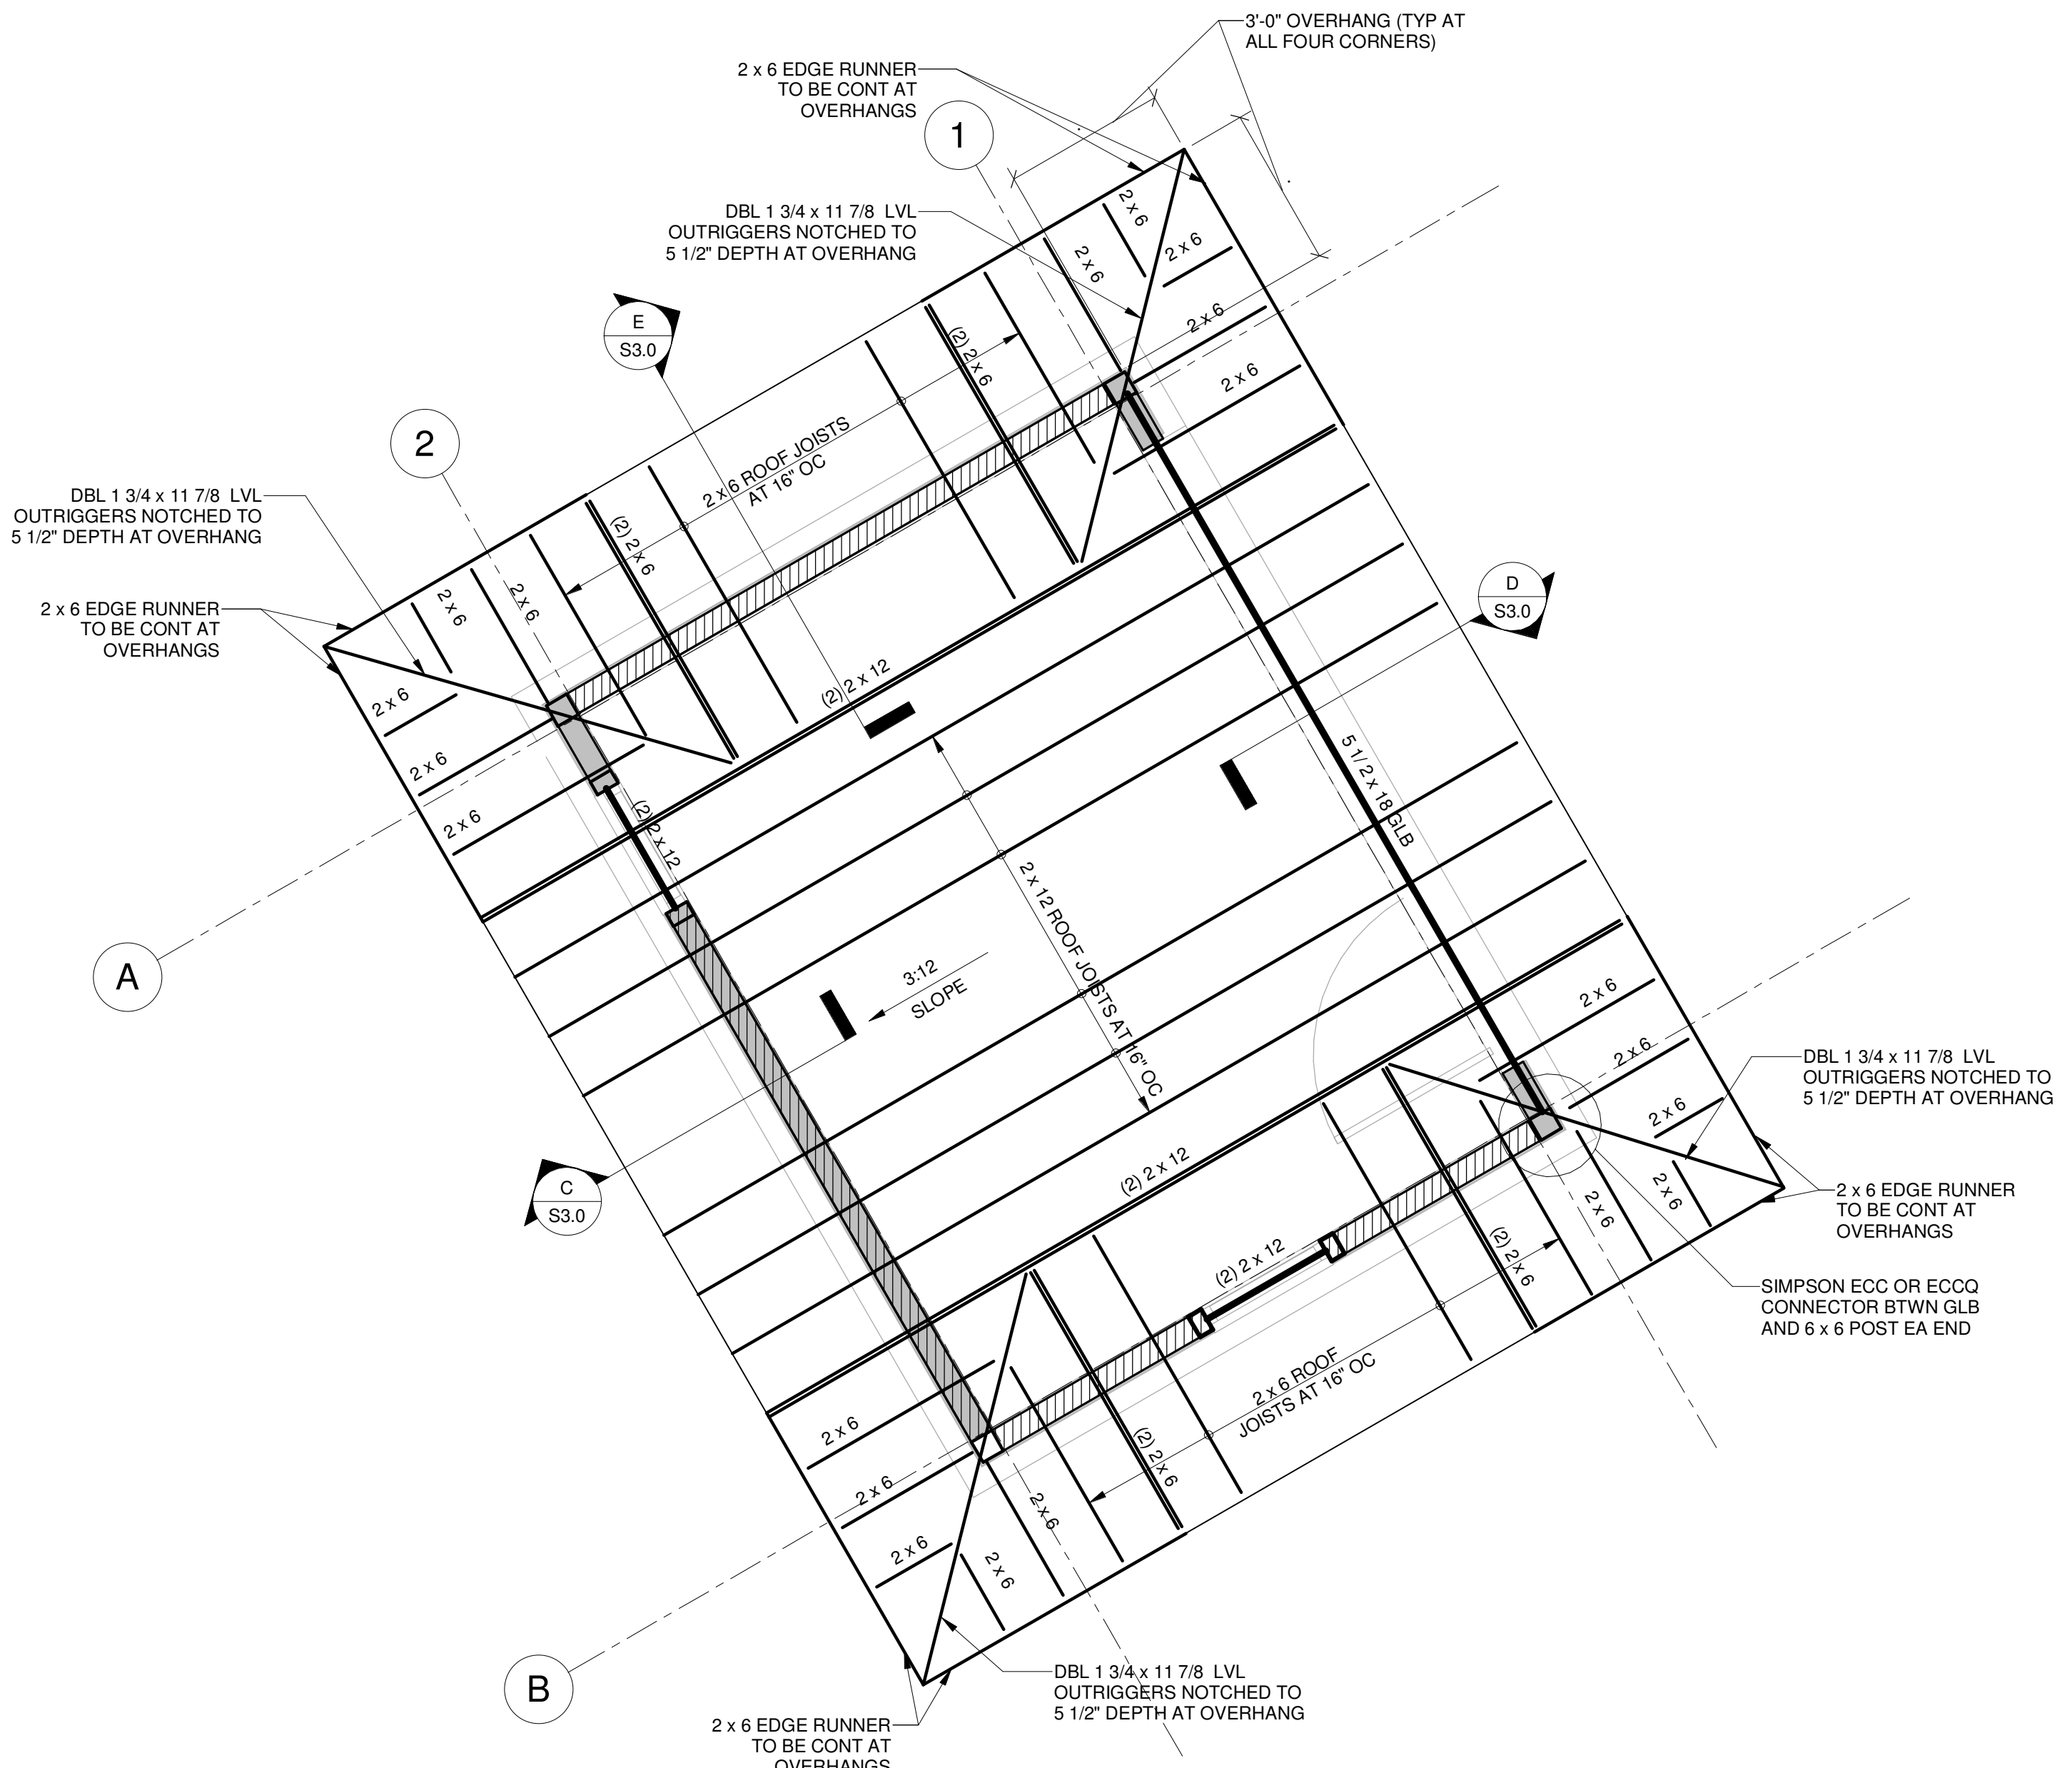 3'-0" OVERHANG (TYP AT
ALL FOUR CORNERS)
2 x 6 EDGE RUNNER
TO BE CONT AT
OVERHANGS
1
DBL 1 3/4 x 11 7/8 LVL
OUTRIGGERS NOTCHED TO
5 1/2" DEPTH AT OVERHANG
2 x 6
2 x 6
2 x 6
2 x 6
2 x 6
E
S3.0
(2) 2 x 6
2 x 6 ROOF JOISTS
AT 16" OC
2
DBL 1 3/4 x 11 7/8 LVL
OUTRIGGERS NOTCHED TO
5 1/2" DEPTH AT OVERHANG
(2) 2 x 6
2 x 6 EDGE RUNNER
TO BE CONT AT
OVERHANGS
2 x 6
2 x 6
2 x 6
2 x 6
2 x 6
D
S3.0
(2) 2 x 12
(2) 2 x 12
5 1/2 x 18 GLB
A
2 x 12 ROOF JOISTS AT 16" OC
3:12
SLOPE
C
S3.0
2 x 6
2 x 6
2 x 6
DBL 1 3/4 x 11 7/8 LVL
OUTRIGGERS NOTCHED TO
5 1/2" DEPTH AT OVERHANG
(2) 2 x 12
2 x 6
2 x 6
2 x 6 EDGE RUNNER
TO BE CONT AT
OVERHANGS
(2) 2 x 12
(2) 2 x 6
SIMPSON ECC OR ECCQ
CONNECTOR BTWN GLB
AND 6 x 6 POST EA END
2 x 6 ROOF
JOISTS AT 16" OC
2 x 6
2 x 6
2 x 6
(2) 2 x 6
2 x 6
2 x 6
B
DBL 1 3/4 x 11 7/8 LVL
OUTRIGGERS NOTCHED TO
5 1/2" DEPTH AT OVERHANG
2 x 6 EDGE RUNNER
TO BE CONT AT
OVERHANGS